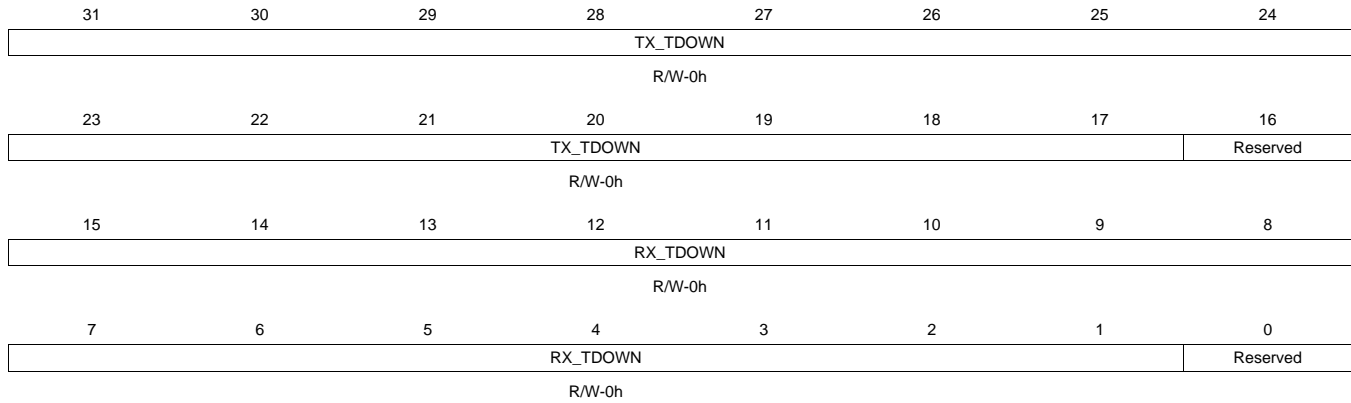 31 30 29 28 27 26 25 24
TX_TDOWN
R/W-0h
23 22 21 20 19 18 17 16
TX_TDOWN Reserved
R/W-0h
15 14 13 12 11 10 9 8
RX_TDOWN
R/W-0h
7 6 5 4 3 2 1 0
RX_TDOWN Reserved
R/W-0h